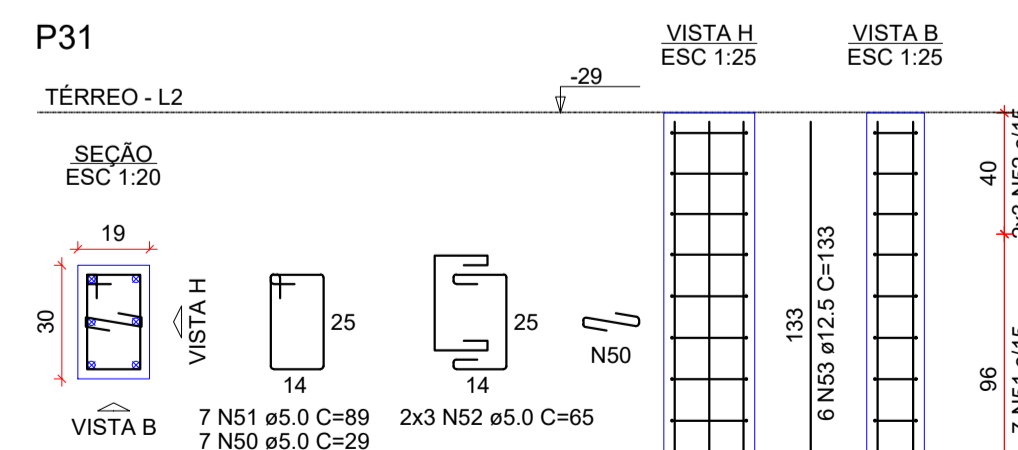 P31
VISTA H
ESC 1:25
VISTA B
ESC 1:25
-29
TÉRREO - L2
SEÇÃO
ESC 1:20
19
30
VISTA H
VISTA B
25
14
7 N51 ø5.0 C=89
7 N50 ø5.0 C=29
25
14
2x3 N52 ø5.0 C=65
N50
133
6 N53 ø12.5 C=133
40
96